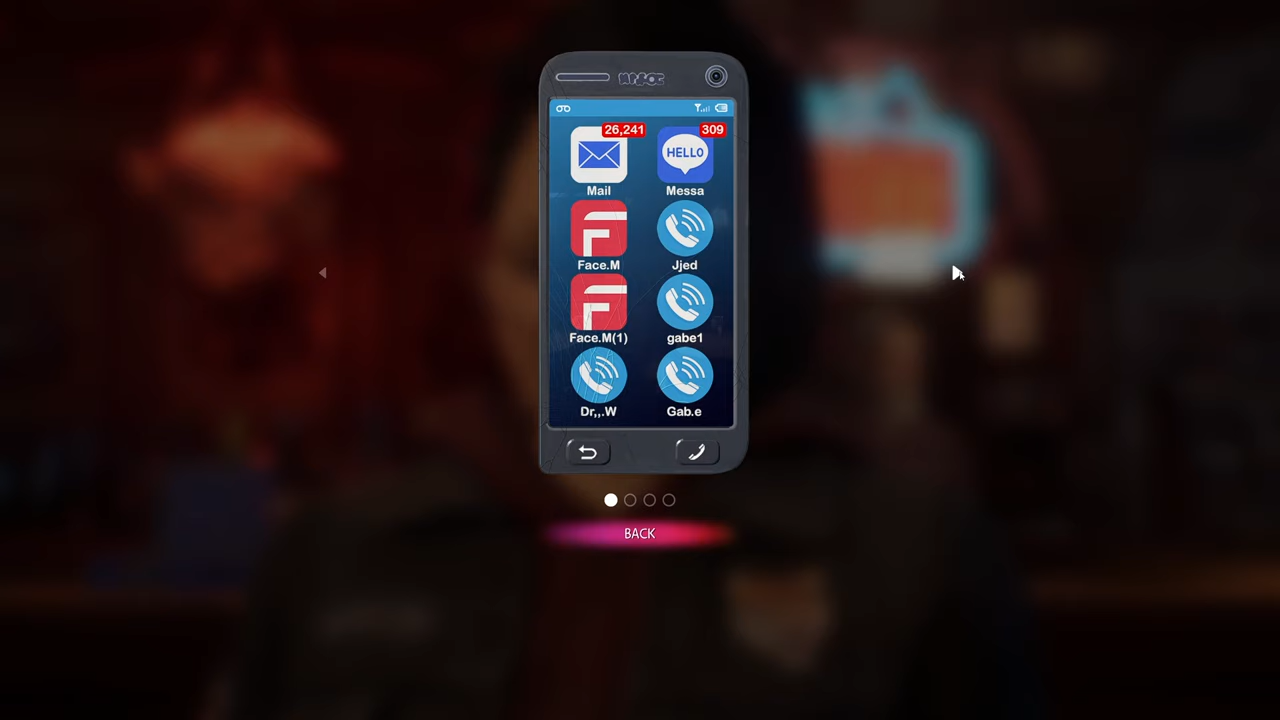 26,241
309
HELLO
Mail
Messa
Face.M
Jjed
Face.M(1)
gabe1
Dr,,.W
Gab.e
BACK